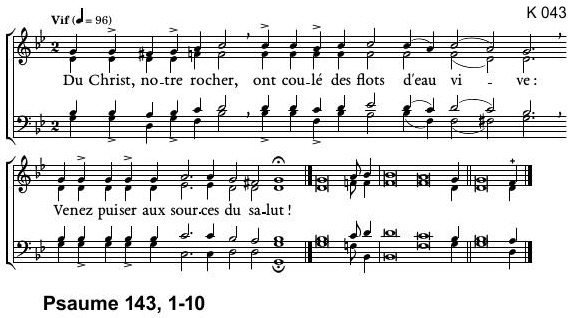 K 043
Vif (♩ = 96)
Du Christ, no-tre rocher, ont cou-lé des flots d'eau vi - ve:
Venez puiser aux sour-ces du sa-lut !
Psaume 143, 1-10